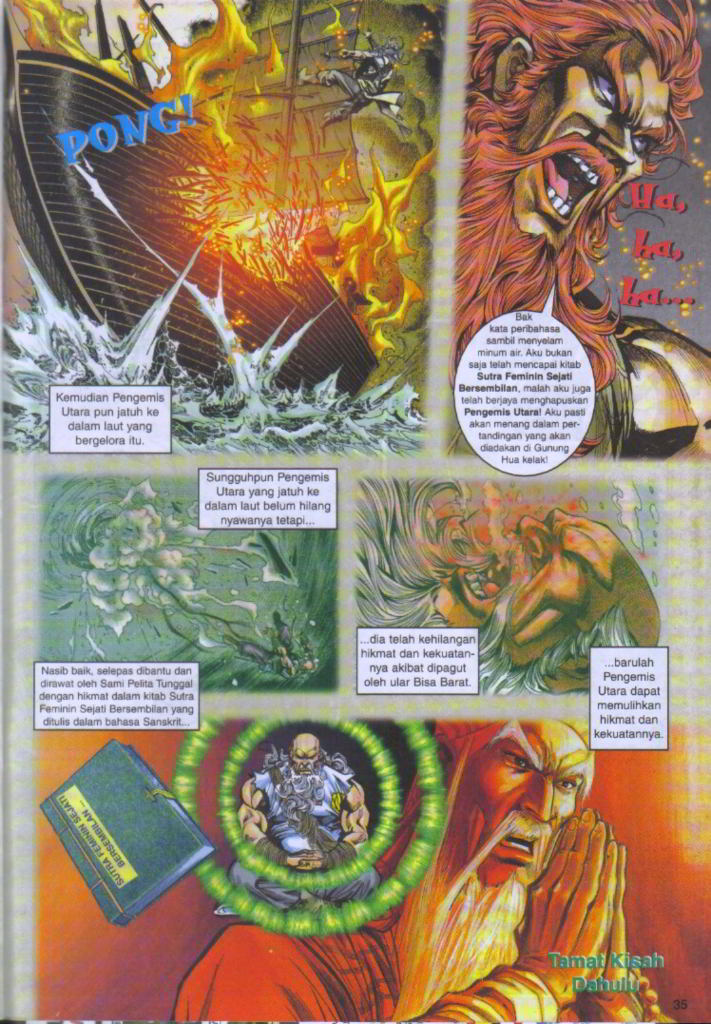 PONG!
Kemudian Pengemis
Utara pun jatuh ke
dalam laut yang
bergelora itu.
Ha,
ha,
ha...
Bak
kata peribahasa
sambil menyelam
minum air. Aku bukan
saja telah mencapai kitab
Sutra Feminin Sejati
Bersembilan, malah aku juga
telah berjaya menghapuskan
Pengemis Utara! Aku pasti
akan menang dalam per-
tandingan yang akan
diadakan di Gunung
Hua kelak!
Sungguhpun Pengemis
Utara yang jatuh ke
dalam laut belum hilang
nyawanya tetapi...
...dia telah kehilangan
hikmat dan kekuatan-
nya akibat dipagut
oleh ular Bisa Barat.
Nasib baik, selepas dibantu dan
dirawat oleh Sami Pelita Tunggal
dengan hikmat dalam kitab Sutra
Feminin Sejati Bersembilan yang
ditulis dalam bahasa Sanskrit...
...barulah
Pengemis
Utara dapat
memulihkan
hikmat dan
kekuatannya.
SUTRA FEMININ SEJATI
BERSEMBILAN...
Tamat Kisah
Dahulu
35